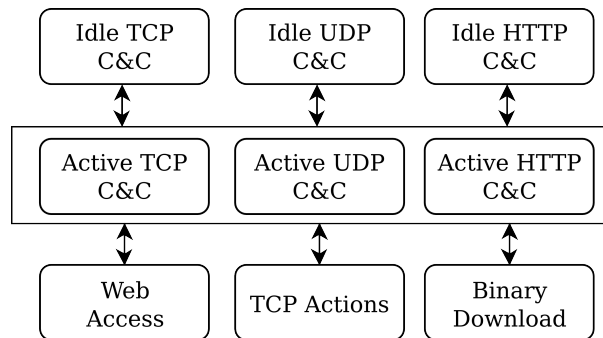 Idle TCP
C&C
Idle UDP
C&C
Idle HTTP
C&C
Active TCP
C&C
Active UDP
C&C
Active HTTP
C&C
Web
Access
TCP Actions
Binary
Download